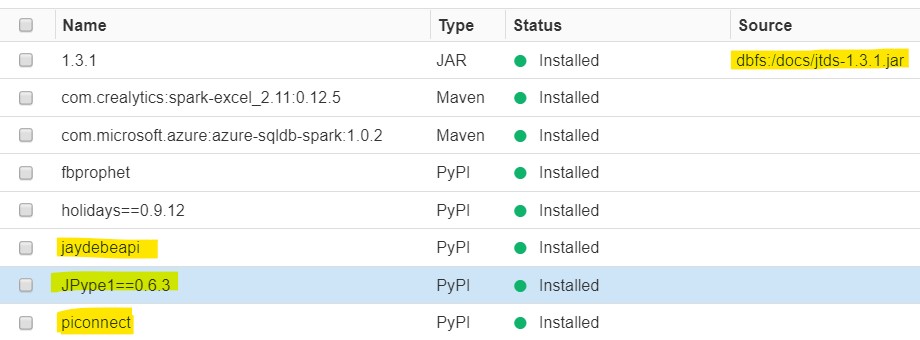 Name Type Status Source
1.3.1 JAR Installed dbfs:/docs/jtds-1.3.1.jar
com.crealytics:spark-excel_2.11:0.12.5 Maven Installed
com.microsoft.azure:azure-sqldb-spark:1.0.2 Maven Installed
fbprophet PyPI Installed
holidays==0.9.12 PyPI Installed
jaydebeapi PyPI Installed
JPype1==0.6.3 PyPI Installed
piconnect PyPI Installed